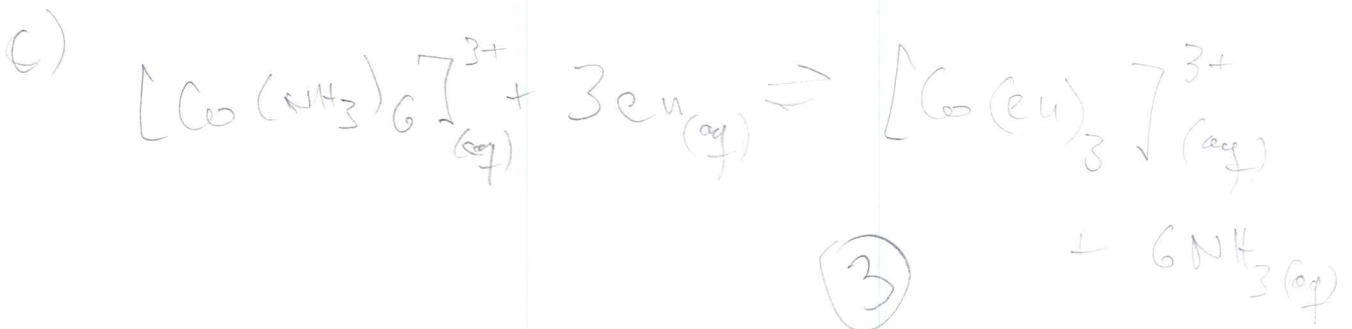 c)
[Co(NH₃)₆]³⁺(aq) + 3en(aq) ⇌ [Co(en)₃]³⁺(aq)
+ 6NH₃(aq)
3